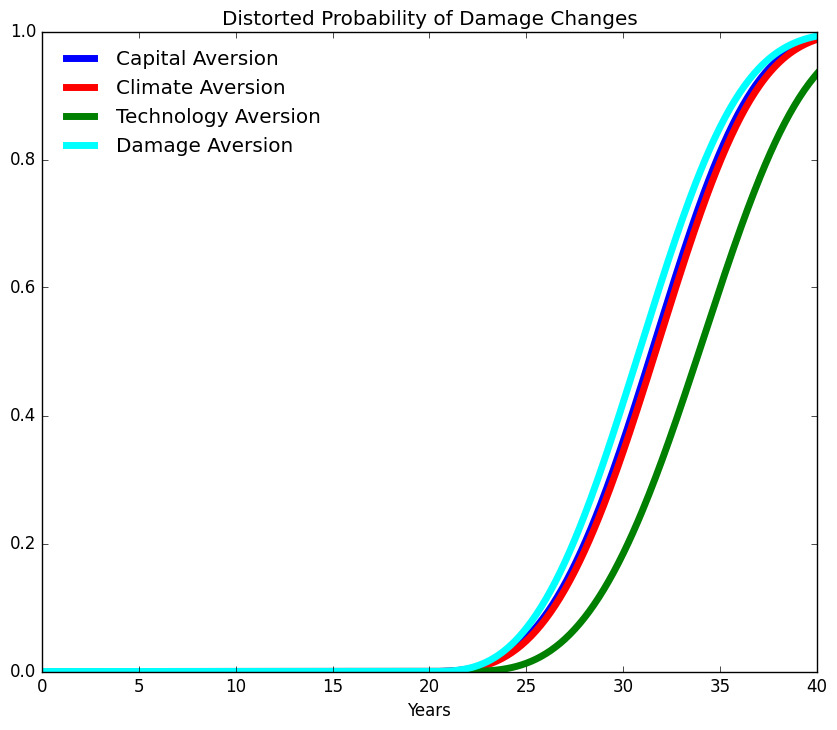 Distorted Probability of Damage Changes
1.0
0.8
0.6
0.4
0.2
0.0
Capital Aversion
Climate Aversion
Technology Aversion
Damage Aversion
0 5 10 15 20 25 30 35 40
Years